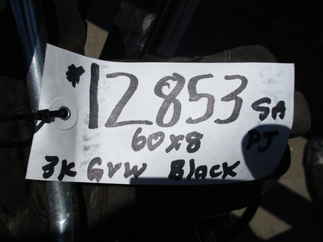 * 12853 SA
60x8 PJ
3K GVW Black